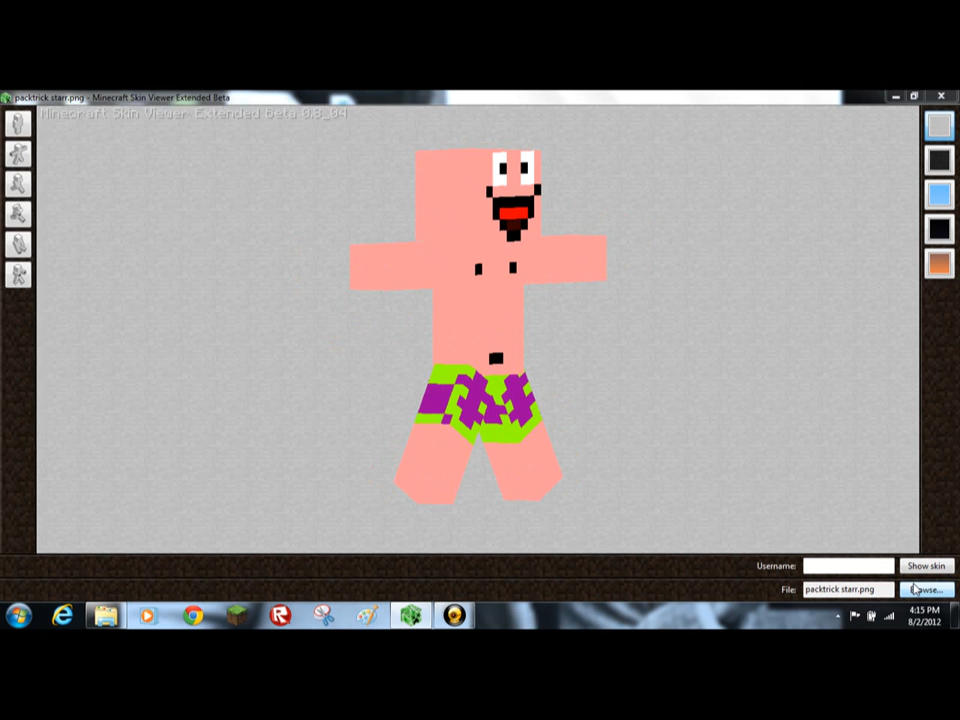 packtrick starr.png - Minecraft Skin Viewer Extended Beta
Minecraft Skin Viewer Extended Beta 0.8_04
Username:
Show skin
File:
packtrick starr.png
Browse...
4:15 PM
8/2/2012